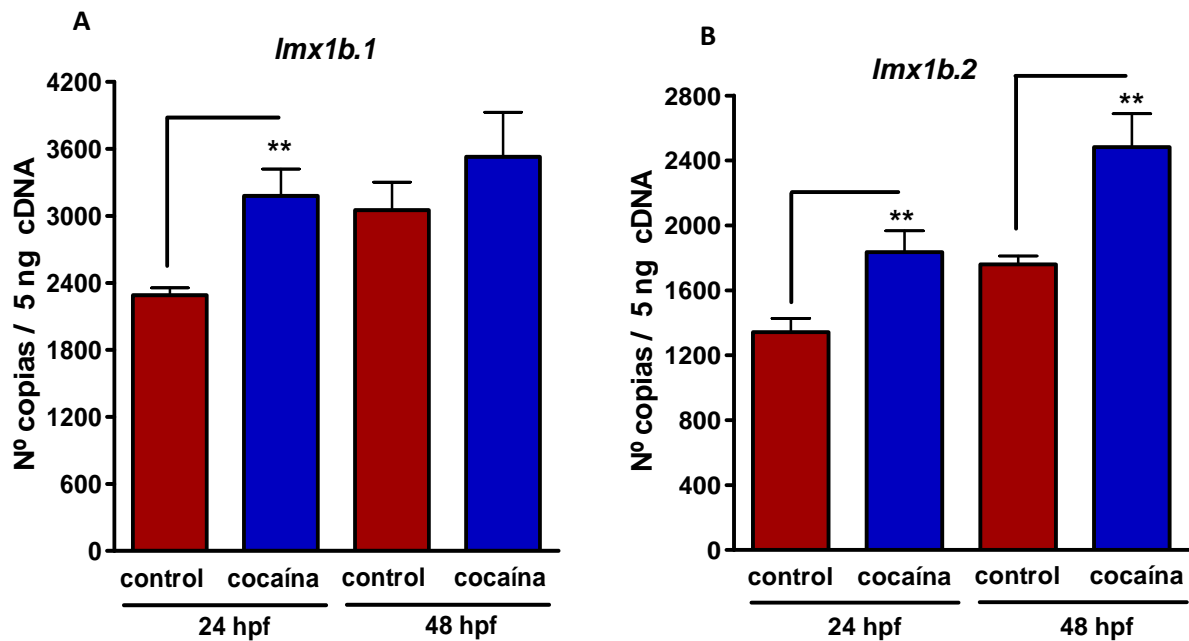 A
lmx1b.1
4200
3600
3000
2400
1800
1200
600
0
Nº copias / 5 ng cDNA
**
control cocaína control cocaína
24 hpf 48 hpf
B
lmx1b.2
2800
2400
2000
1600
1200
800
400
0
Nº copias / 5 ng cDNA
**
**
control cocaína control cocaína
24 hpf 48 hpf